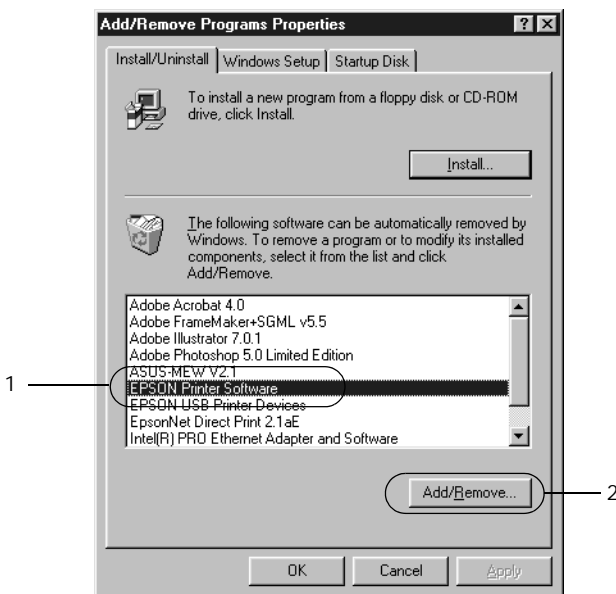 Add/Remove Programs Properties
Install/Uninstall Windows Setup Startup Disk
To install a new program from a floppy disk or CD-ROM
drive, click Install.
Install...
The following software can be automatically removed by
Windows. To remove a program or to modify its installed
components, select it from the list and click
Add/Remove.
Adobe Acrobat 4.0
Adobe FrameMaker+SGML v5.5
Adobe Illustrator 7.0.1
Adobe Photoshop 5.0 Limited Edition
ASUS-MEW V2.1
1 EPSON Printer Software
EPSON USB Printer Devices
EpsonNet Direct Print 2.1aE
Intel(R) PRO Ethernet Adapter and Software
Add/Remove... 2
OK Cancel Apply